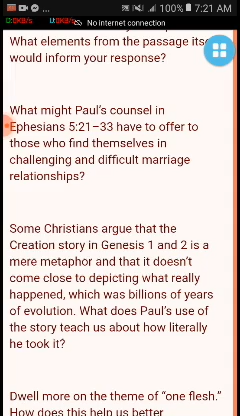 100% 7:21 AM
0:0KB/s U:0KB/s No internet connection
What elements from the passage itse
would inform your response?
What might Paul's counsel in
Ephesians 5:21–33 have to offer to
those who find themselves in
challenging and difficult marriage
relationships?
Some Christians argue that the
Creation story in Genesis 1 and 2 is a
mere metaphor and that it doesn't
come close to depicting what really
happened, which was billions of years
of evolution. What does Paul's use of
the story teach us about how literally
he took it?
Dwell more on the theme of “one flesh.”
How does this help us better